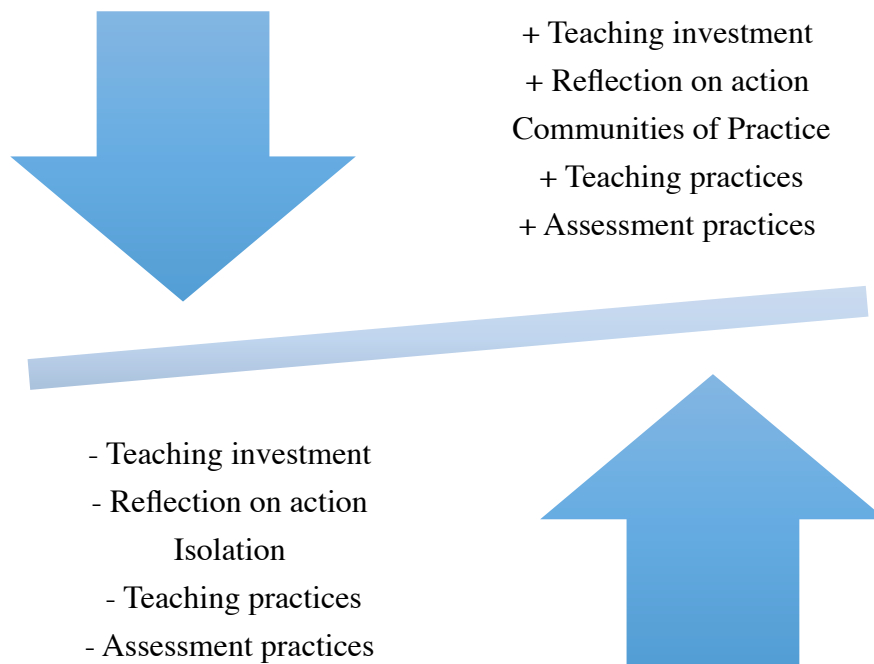 + Teaching investment
+ Reflection on action
Communities of Practice
+ Teaching practices
+ Assessment practices
- Teaching investment
- Reflection on action
Isolation
- Teaching practices
- Assessment practices